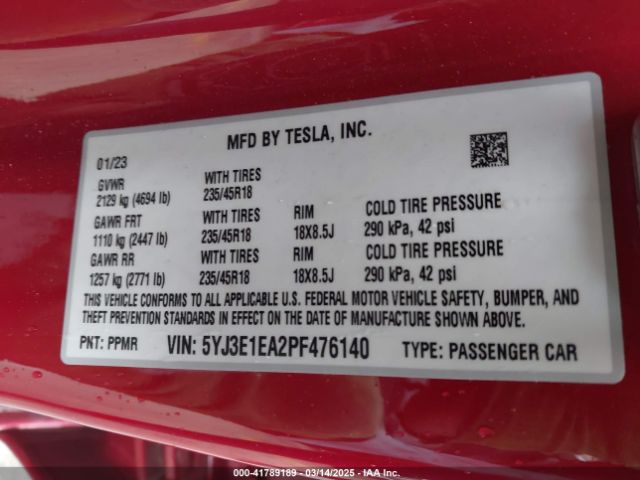 MFD BY TESLA, INC.
01/23
GVWR WITH TIRES
2129 kg (4694 lb) 235/45R18
GAWR FRT WITH TIRES RIM COLD TIRE PRESSURE
1110 kg (2447 lb) 235/45R18 18X8.5J 290 kPa, 42 psi
GAWR RR WITH TIRES RIM COLD TIRE PRESSURE
1257 kg (2771 lb) 235/45R18 18X8.5J 290 kPa, 42 psi
THIS VEHICLE CONFORMS TO ALL APPLICABLE U.S. FEDERAL MOTOR VEHICLE SAFETY, BUMPER, AND
THEFT PREVENTION STANDARDS IN EFFECT ON THE DATE OF MANUFACTURE SHOWN ABOVE.
PNT: PPMR VIN: 5YJ3E1EA2PF476140 TYPE: PASSENGER CAR
00-41789189 - 03/14/2025 - IAA Inc.